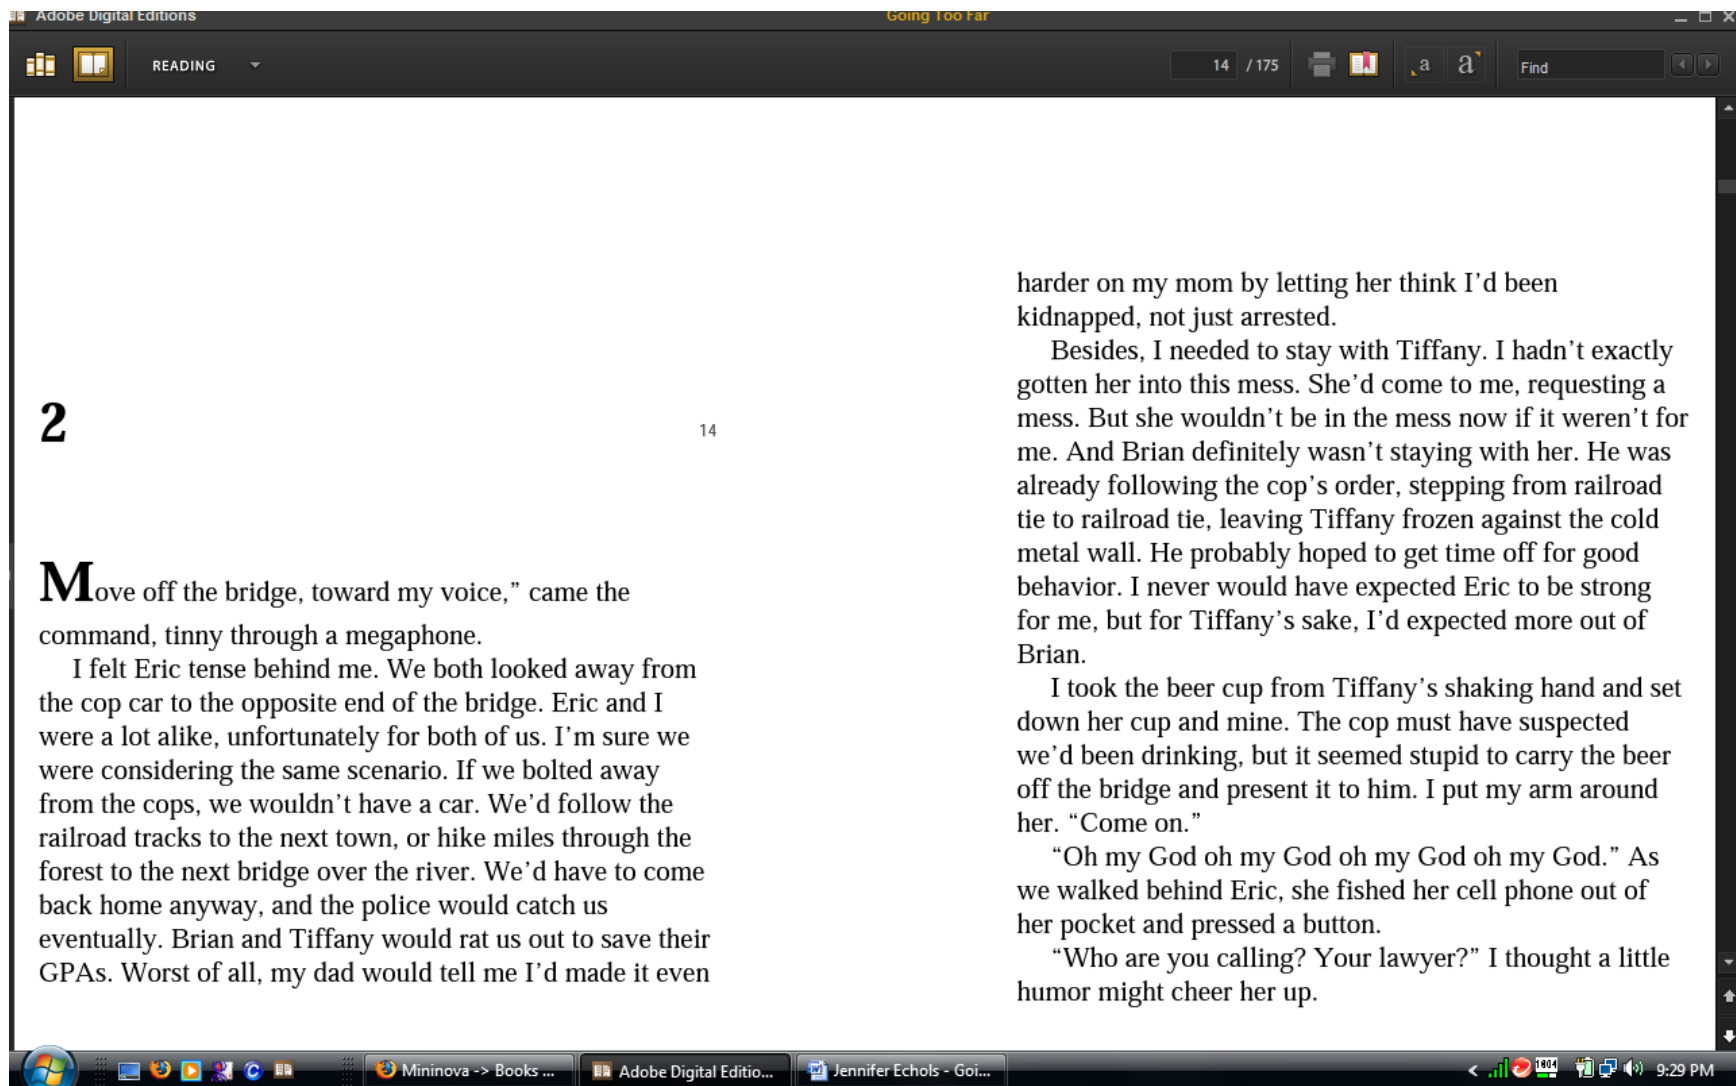 Adobe Digital Editions
Going Too Far
READING
14 / 175
a
a
Find
2
14
Move off the bridge, toward my voice,” came the
command, tinny through a megaphone.
I felt Eric tense behind me. We both looked away from
the cop car to the opposite end of the bridge. Eric and I
were a lot alike, unfortunately for both of us. I’m sure we
were considering the same scenario. If we bolted away
from the cops, we wouldn’t have a car. We’d follow the
railroad tracks to the next town, or hike miles through the
forest to the next bridge over the river. We’d have to come
back home anyway, and the police would catch us
eventually. Brian and Tiffany would rat us out to save their
GPAs. Worst of all, my dad would tell me I’d made it even
harder on my mom by letting her think I’d been
kidnapped, not just arrested.
Besides, I needed to stay with Tiffany. I hadn’t exactly
gotten her into this mess. She’d come to me, requesting a
mess. But she wouldn’t be in the mess now if it weren’t for
me. And Brian definitely wasn’t staying with her. He was
already following the cop’s order, stepping from railroad
tie to railroad tie, leaving Tiffany frozen against the cold
metal wall. He probably hoped to get time off for good
behavior. I never would have expected Eric to be strong
for me, but for Tiffany’s sake, I’d expected more out of
Brian.
I took the beer cup from Tiffany’s shaking hand and set
down her cup and mine. The cop must have suspected
we’d been drinking, but it seemed stupid to carry the beer
off the bridge and present it to him. I put my arm around
her. “Come on.”
“Oh my God oh my God oh my God oh my God.” As
we walked behind Eric, she fished her cell phone out of
her pocket and pressed a button.
“Who are you calling? Your lawyer?” I thought a little
humor might cheer her up.
Mininova -> Books ...
Adobe Digital Editio...
Jennifer Echols - Goi...
9:29 PM